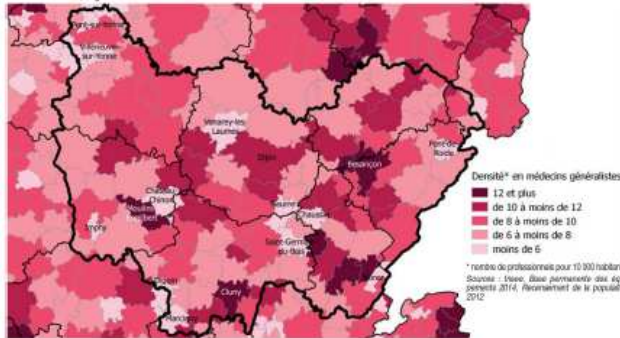 Pont-sur-Yonne
Villeneuve-
sur-Yonne
Venarey-les
Laumes
Dijon
Besançon
Pont-de-
Roide
Château-
Chinon
Imphy
Seurre
Chaussin
Saint-Germain
du-Bois
Digoin
Cluny
Marcigny
Densité* en médecins généralistes
12 et plus
de 10 à moins de 12
de 8 à moins de 10
de 6 à moins de 8
moins de 6
* nombre de professionnels pour 10 000 habitan
Sources : Insee, Base permanente des éq
pements 2014, Recensement de la populat
2012